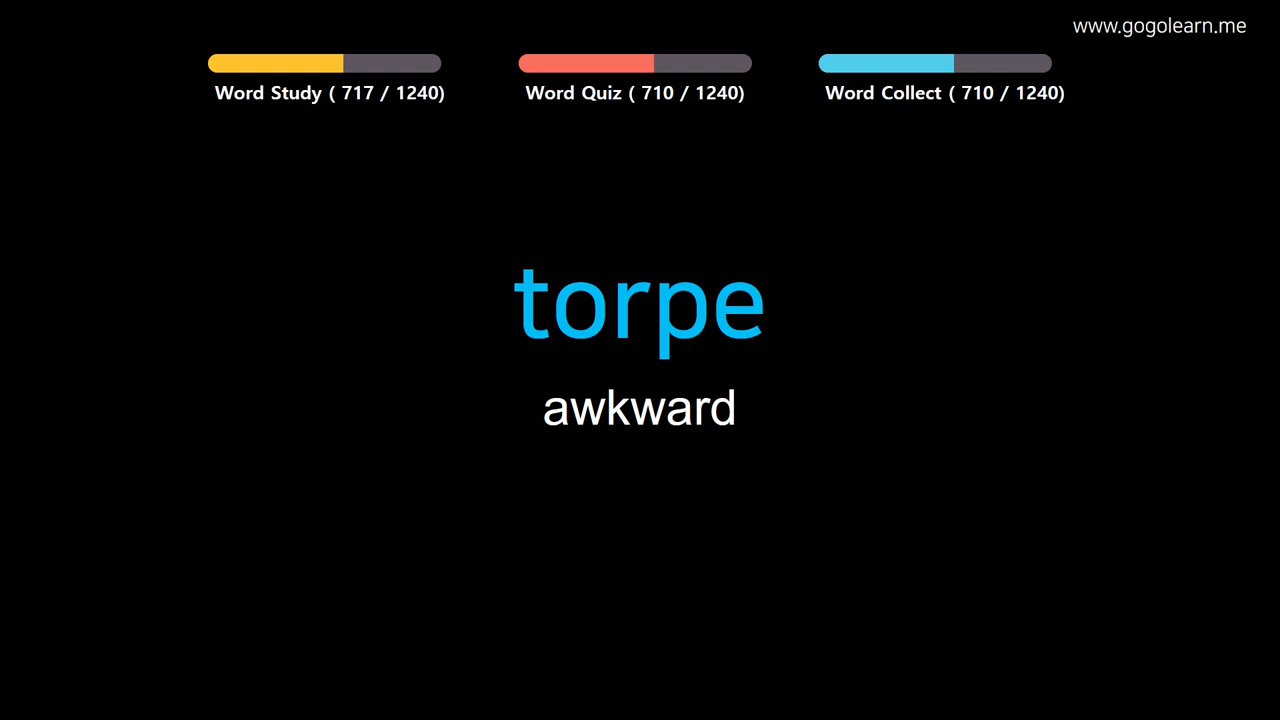 www.gogolearn.me
Word Study ( 717 / 1240)
Word Quiz ( 710 / 1240)
Word Collect ( 710 / 1240)
torpe
awkward